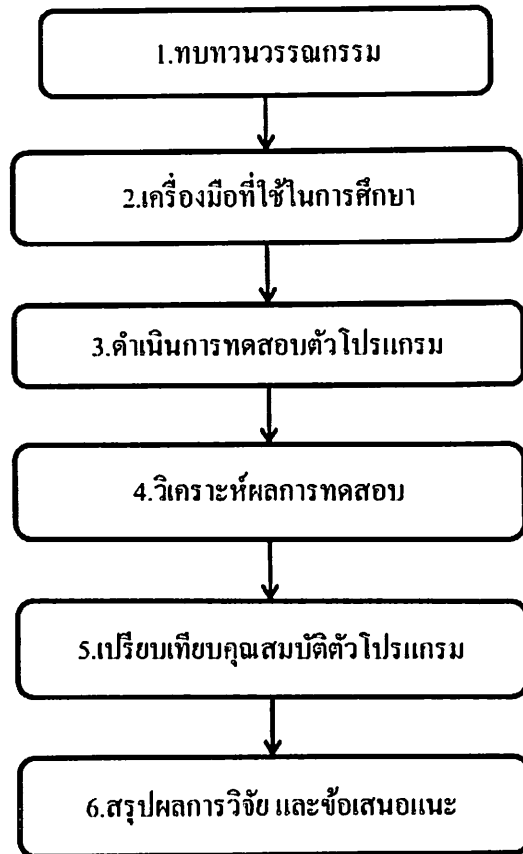 1.ทบทวนวรรณกรรม
2.เครื่องมือที่ใช้ในการศึกษา
3.ดำเนินการทดสอบตัวโปรแกรม
4.วิเคราะห์ผลการทดสอบ
5.เปรียบเทียบคุณสมบัติตัวโปรแกรม
6.สรุปผลการวิจัย และข้อเสนอแนะ